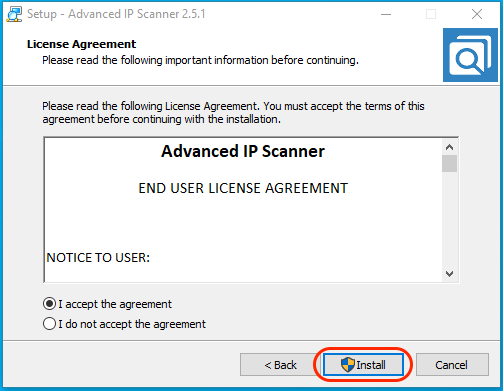 Setup - Advanced IP Scanner 2.5.1
License Agreement
Please read the following important information before continuing.
Please read the following License Agreement. You must accept the terms of this
agreement before continuing with the installation.
Advanced IP Scanner
END USER LICENSE AGREEMENT
NOTICE TO USER:
I accept the agreement
I do not accept the agreement
< Back
Install
Cancel